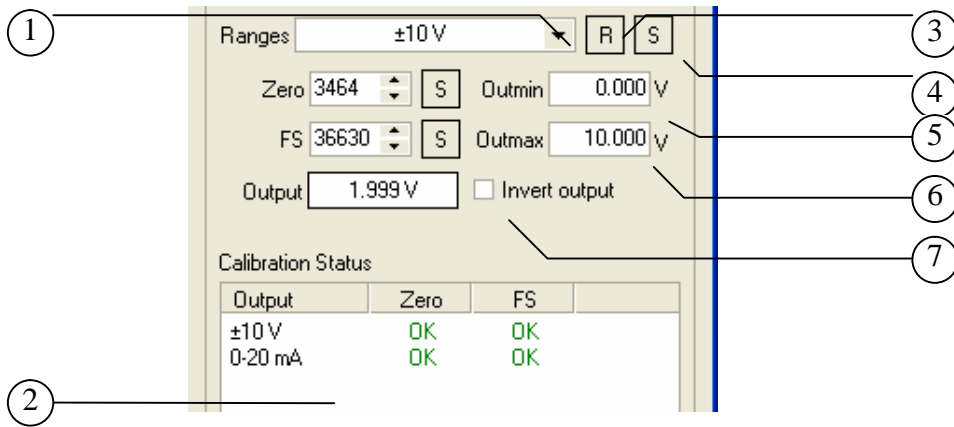 1 Ranges ±10 V R S 3
4
Zero 3464 S Outmin 0.000 V
5
FS 36630 S Outmax 10.000 V
6
Output 1.999 V Invert output
7
Calibration Status
Output Zero FS
±10 V OK OK
0-20 mA OK OK
2